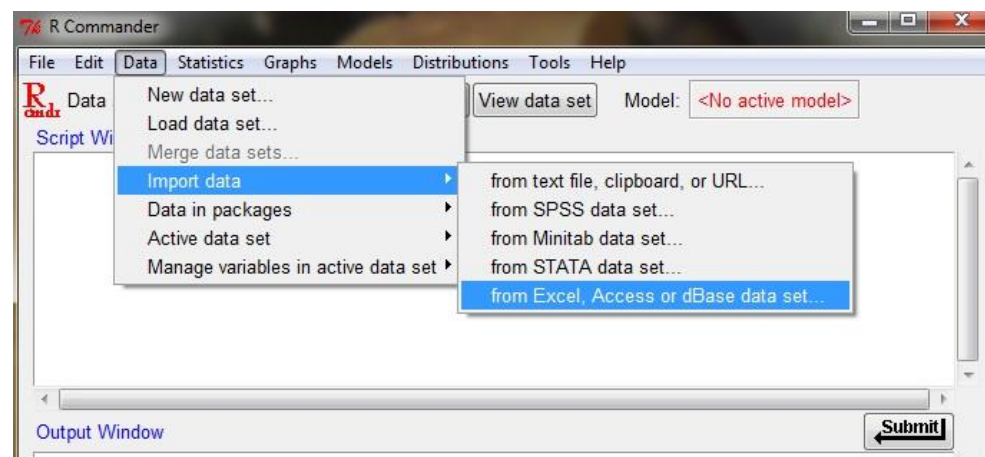 R Commander
File Edit Data Statistics Graphs Models Distributions Tools Help
R cmdr Data View data set Model: <No active model>
New data set...
Load data set...
Script Wi
Merge data sets...
Import data
Data in packages
Active data set
Manage variables in active data set
from text file, clipboard, or URL...
from SPSS data set...
from Minitab data set...
from STATA data set...
from Excel, Access or dBase data set...
Output Window Submit